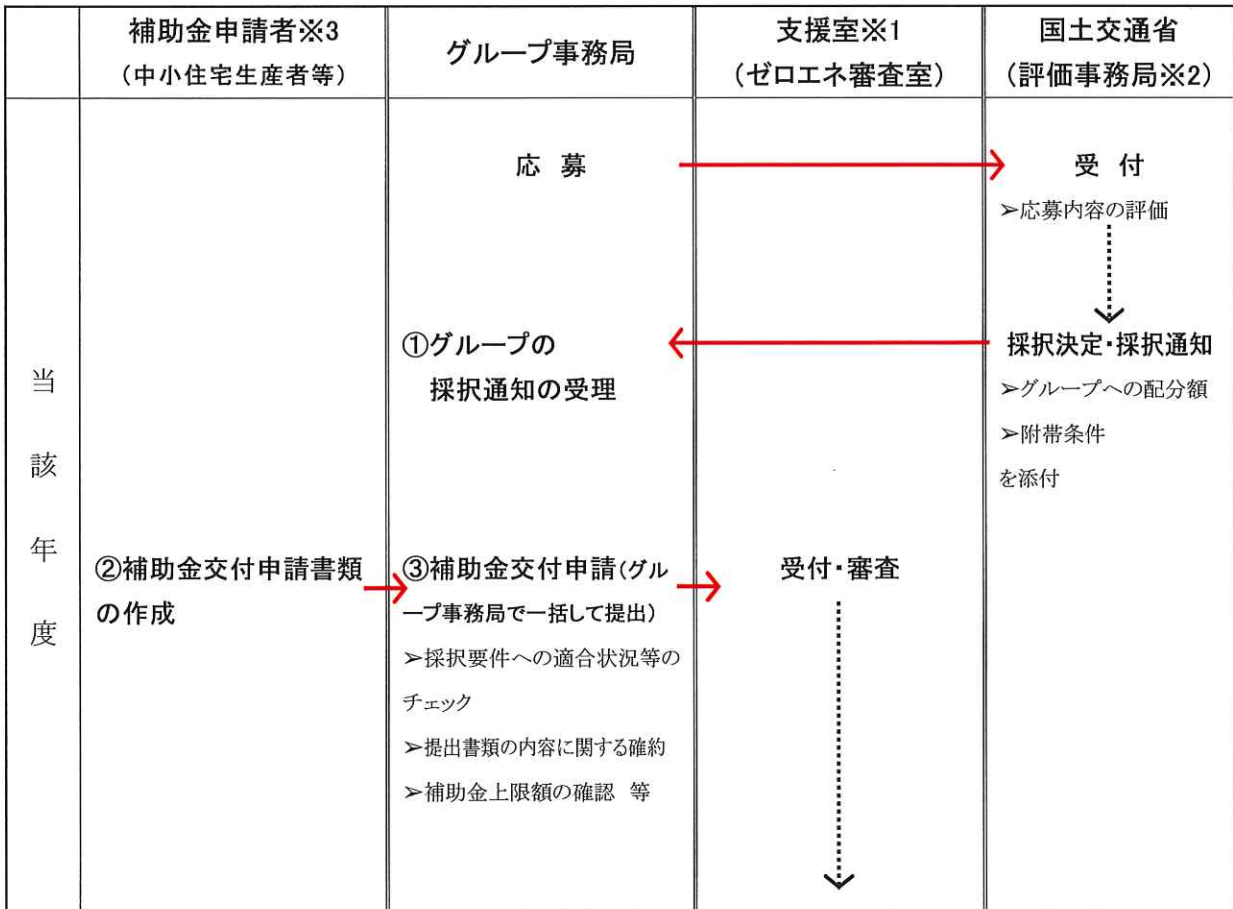 補助金申請者※3
(中小住宅生産者等)
グループ事務局
支援室※1
(ゼロエネ審査室)
国土交通省
(評価事務局※2)
当該年度
応 募
受 付
➢応募内容の評価
①グループの
採択通知の受理
採択決定・採択通知
➢グループへの配分額
➢附帯条件
を添付
②補助金交付申請書類
の作成
③補助金交付申請(グル
ープ事務局で一括して提出)
➢採択要件への適合状況等の
チェック
➢提出書類の内容に関する確約
➢補助金上限額の確認 等
受付・審査